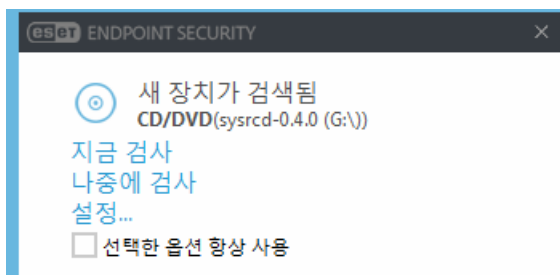 eset ENDPOINT SECURITY
새 장치가 검색됨
CD/DVD(sysrcd-0.4.0 (G:\))
지금 검사
나중에 검사
설정...
선택한 옵션 항상 사용